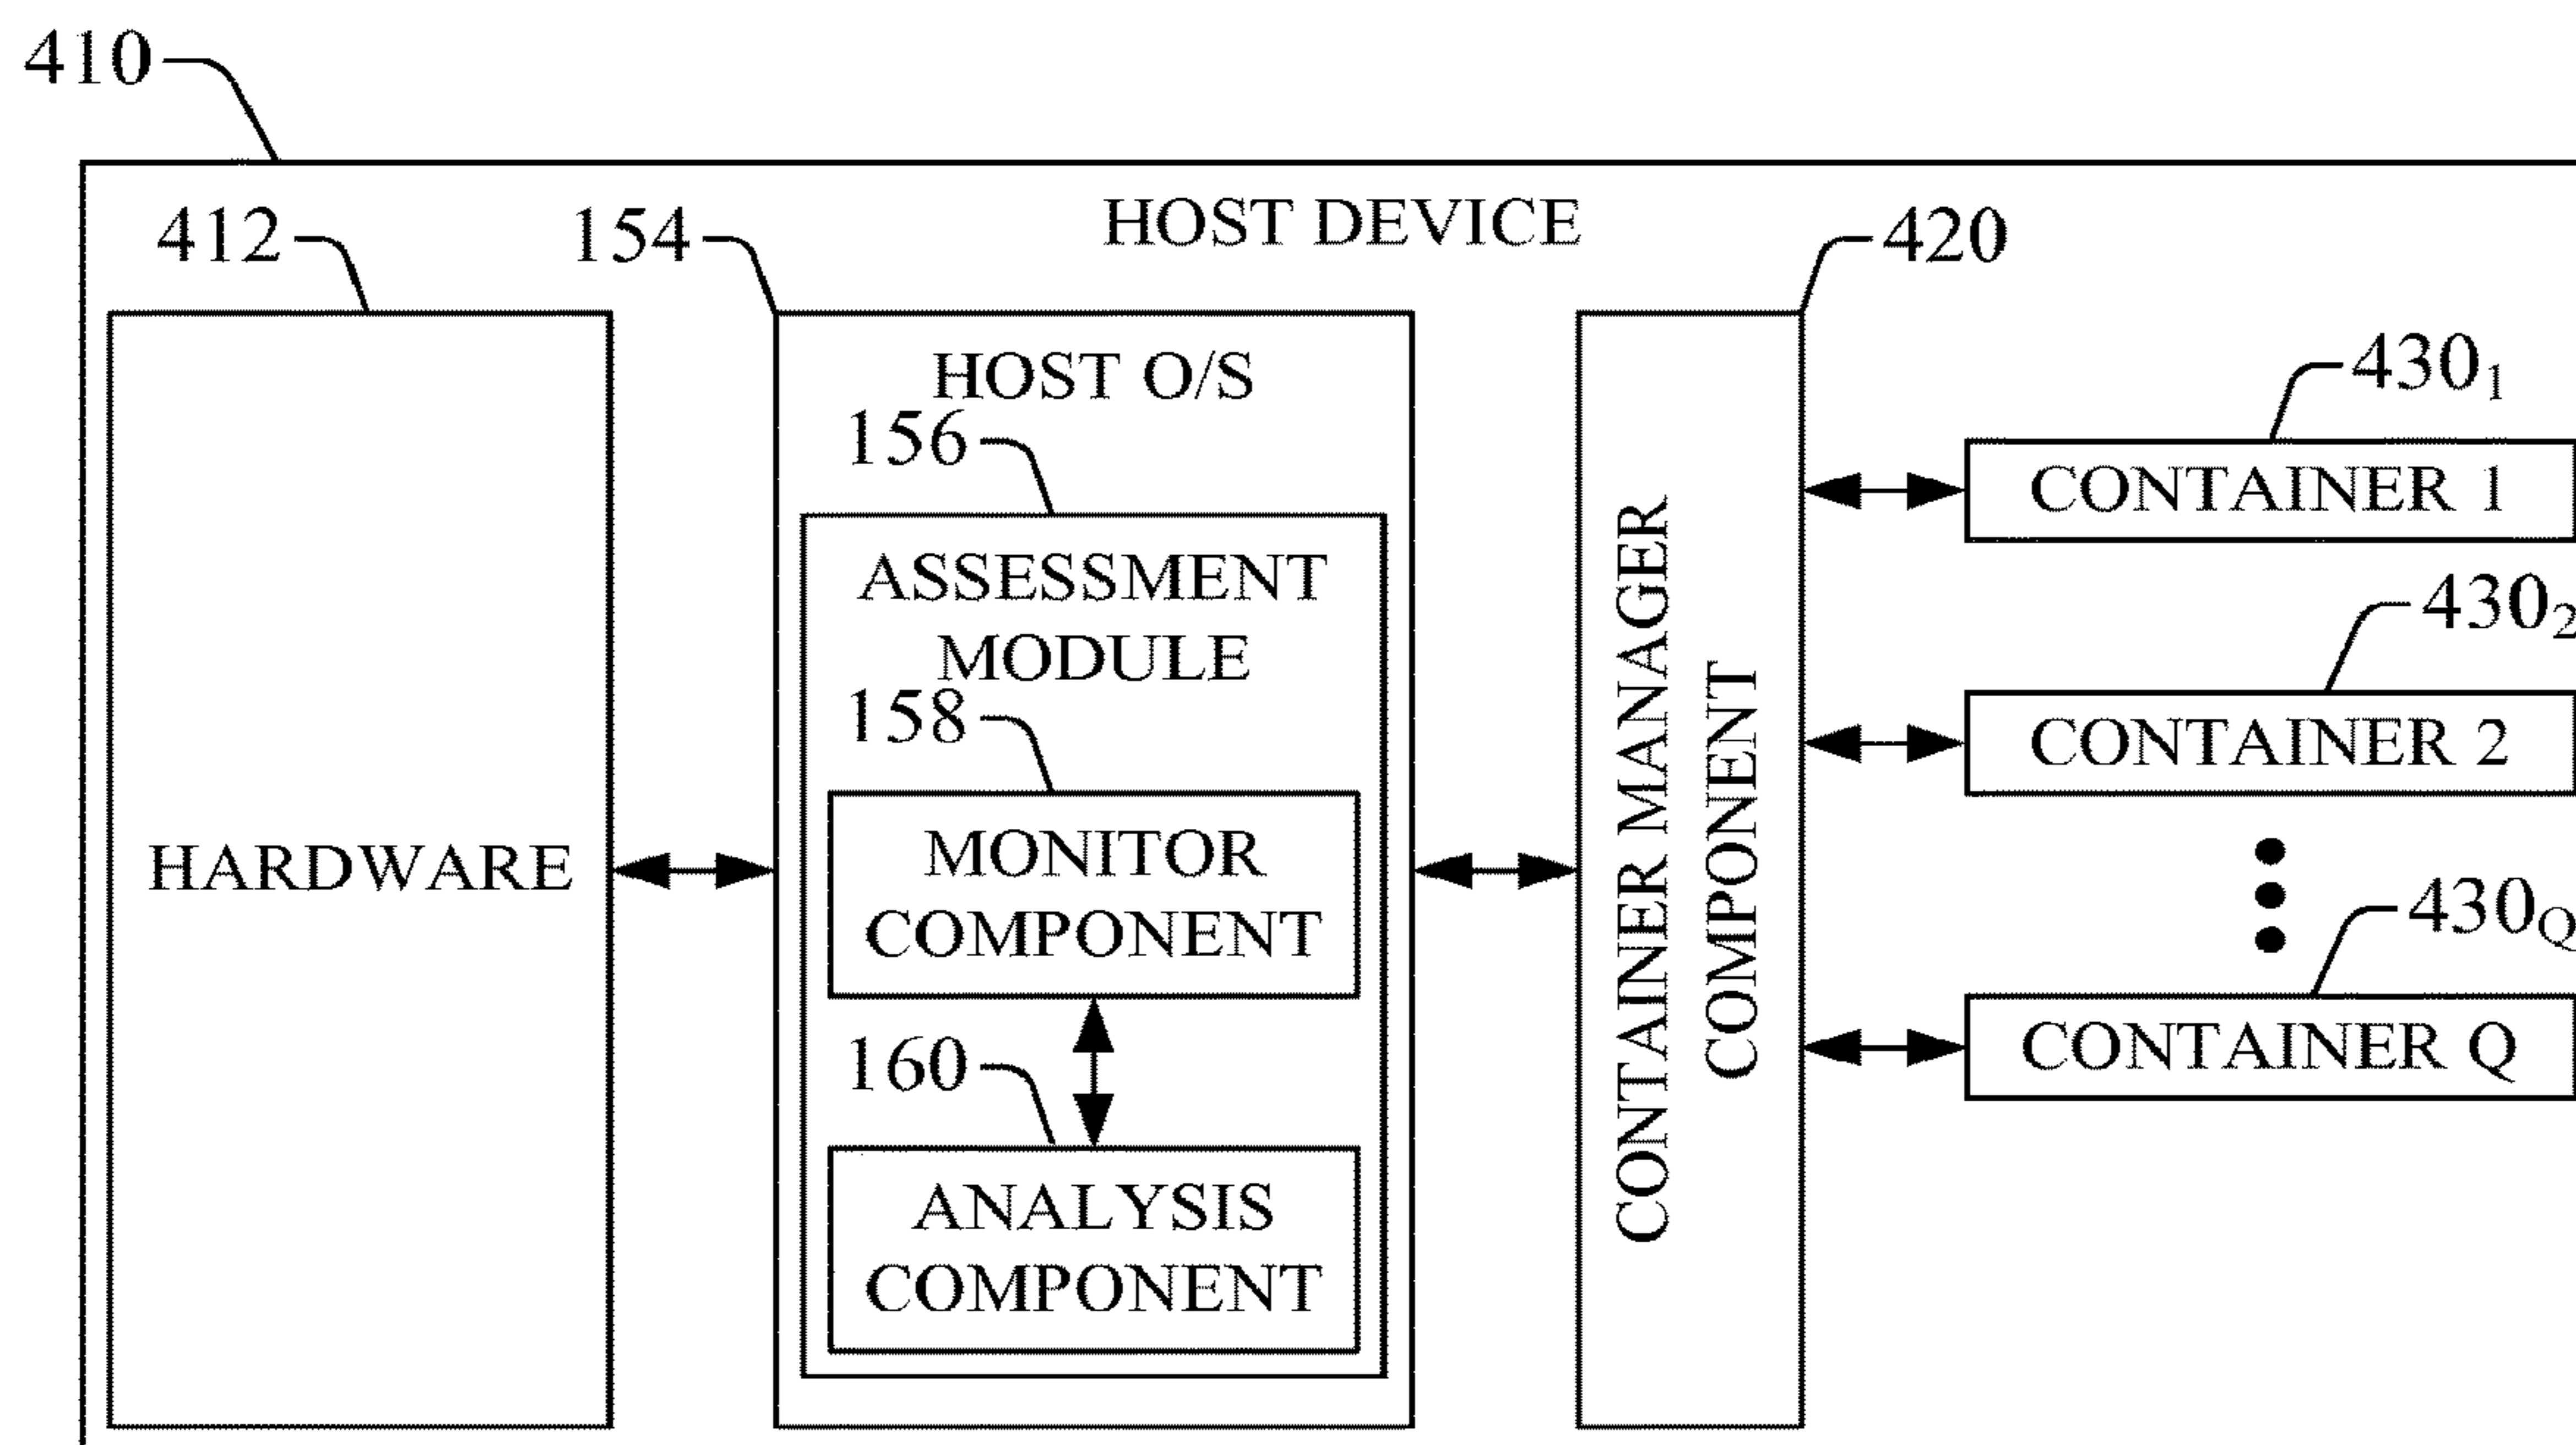 410
HOST DEVICE
412
154
420
HOST O/S
156
ASSESSMENT
MODULE
158
MONITOR
COMPONENT
160
ANALYSIS
COMPONENT
HARDWARE
CONTAINER MANAGER
COMPONENT
430₁
CONTAINER 1
430₂
CONTAINER 2
430Q
CONTAINER Q